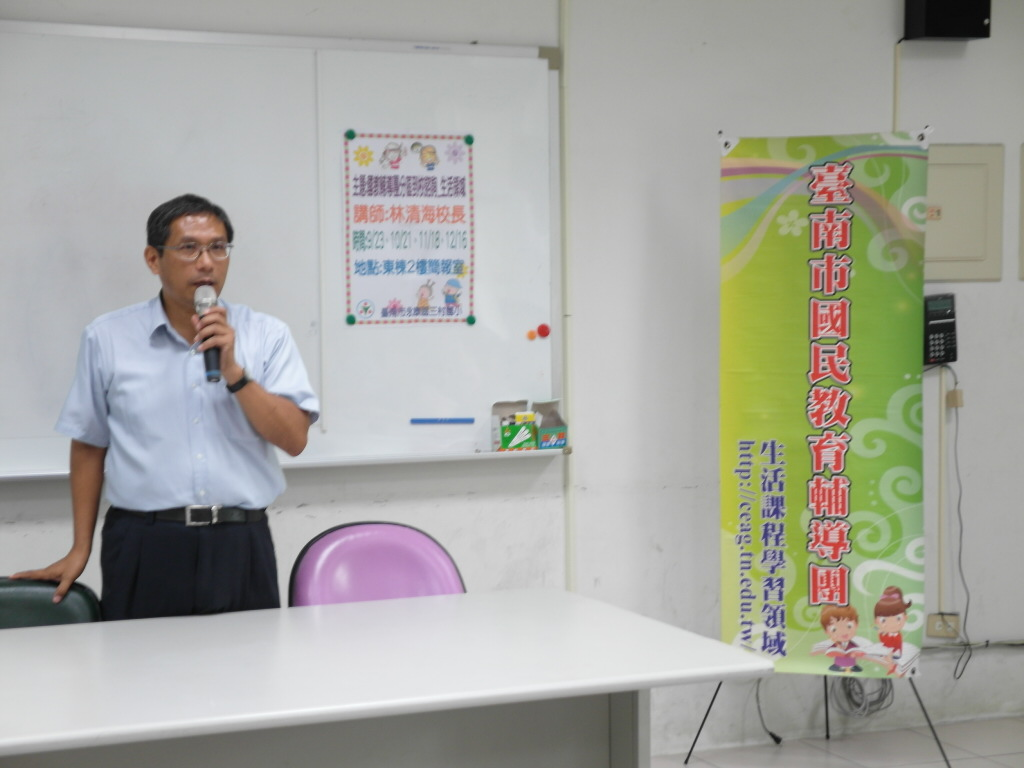 講師:林清海校長
時間:9/23、10/21、11/18、12/16
地點:東棟2樓簡報室
臺南市國民教育輔導團
生活課程學習領域
http://ceag.tn.edu.tw/